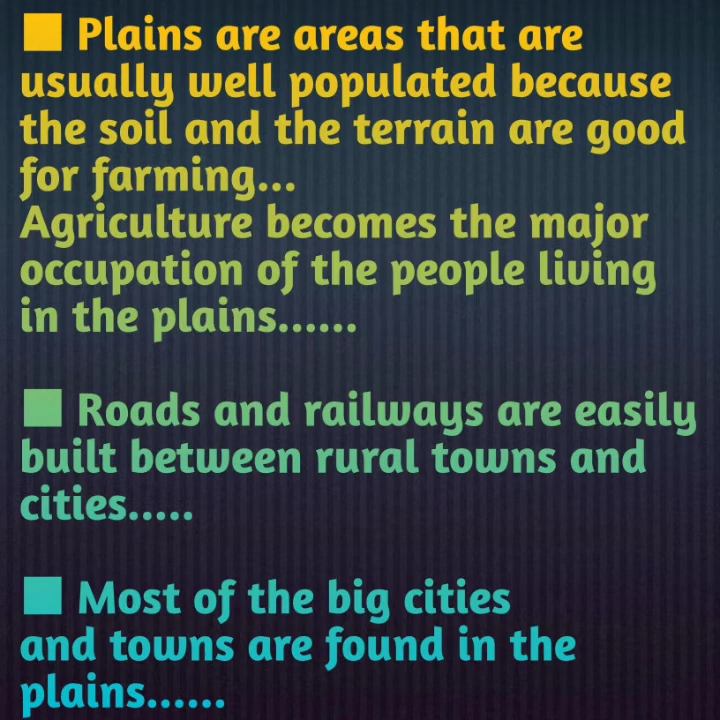 ■ Plains are areas that are
usually well populated because
the soil and the terrain are good
for farming...
Agriculture becomes the major
occupation of the people living
in the plains......
■ Roads and railways are easily
built between rural towns and
cities.....
■ Most of the big cities
and towns are found in the
plains......